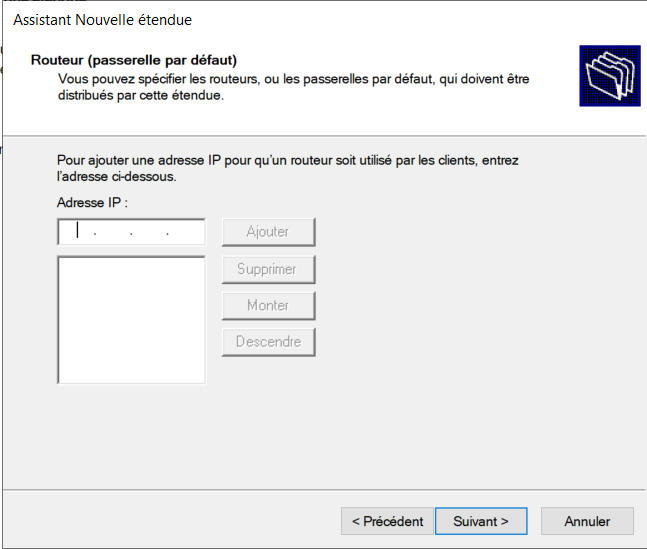 Assistant Nouvelle étendue
Routeur (passerelle par défaut)
Vous pouvez spécifier les routeurs, ou les passerelles par défaut, qui doivent être
distribués par cette étendue.
Pour ajouter une adresse IP pour qu'un routeur soit utilisé par les clients, entrez
l'adresse ci-dessous.
Adresse IP :
. . .
Ajouter
Supprimer
Monter
Descendre
< Précédent
Suivant >
Annuler